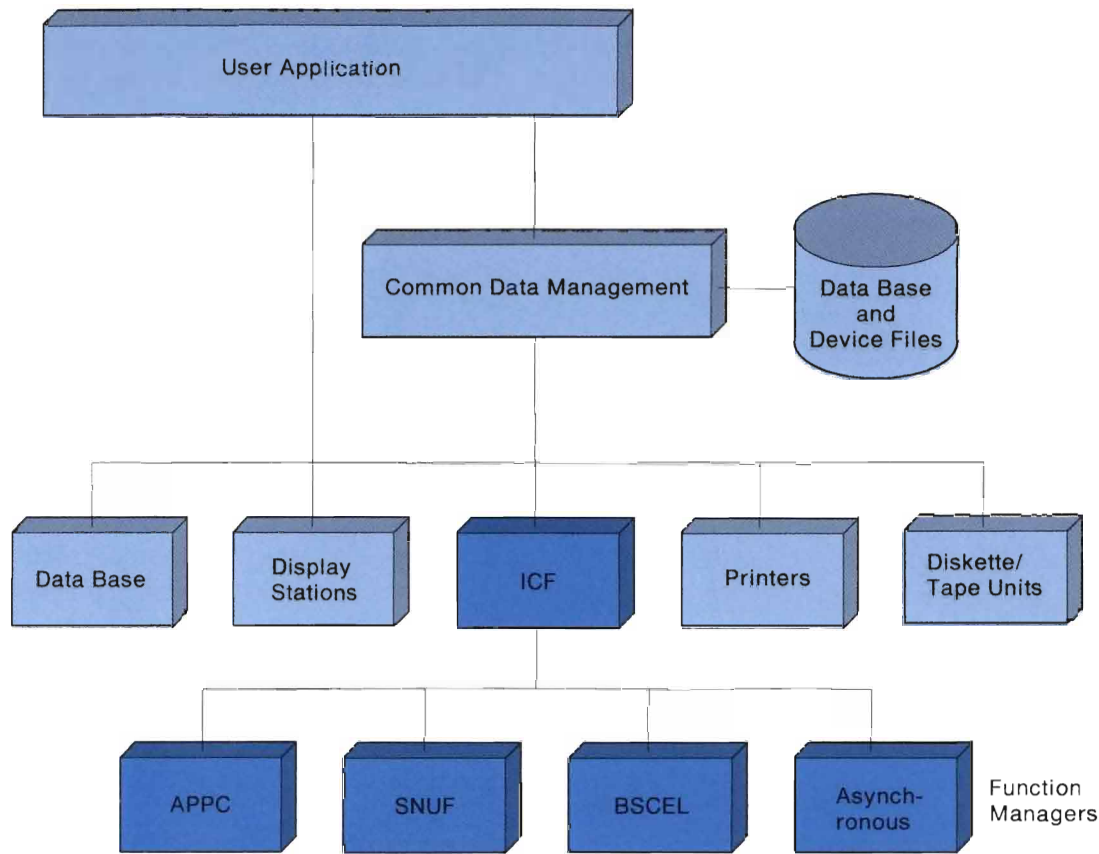 User Application
Common Data Management
Data Base
and
Device Files
Data Base
Display
Stations
ICF
Printers
Diskette/
Tape Units
APPC
SNUF
BSCEL
Asynch-
ronous
Function
Managers